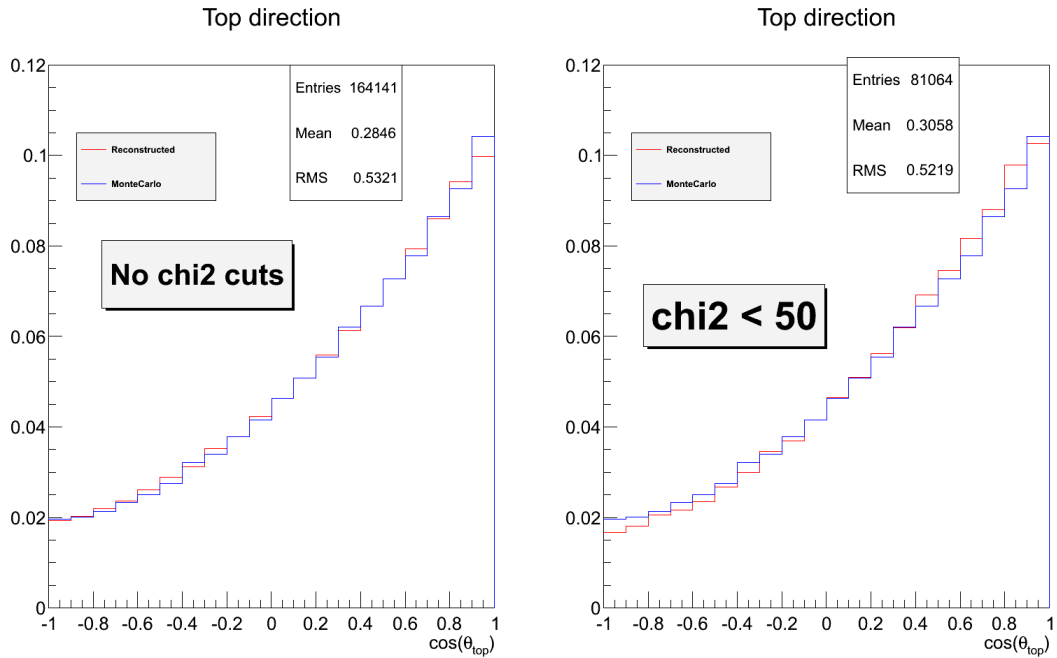 Top direction
0.12
0.1
0.08
0.06
0.04
0.02
0
-1 -0.8 -0.6 -0.4 -0.2 0 0.2 0.4 0.6 0.8 1
cos(θtop)
Entries 164141
Mean 0.2846
RMS 0.5321
Reconstructed
MonteCarlo
No chi2 cuts
Top direction
0.12
0.1
0.08
0.06
0.04
0.02
0
-1 -0.8 -0.6 -0.4 -0.2 0 0.2 0.4 0.6 0.8 1
cos(θtop)
Entries 81064
Mean 0.3058
RMS 0.5219
Reconstructed
MonteCarlo
chi2 < 50